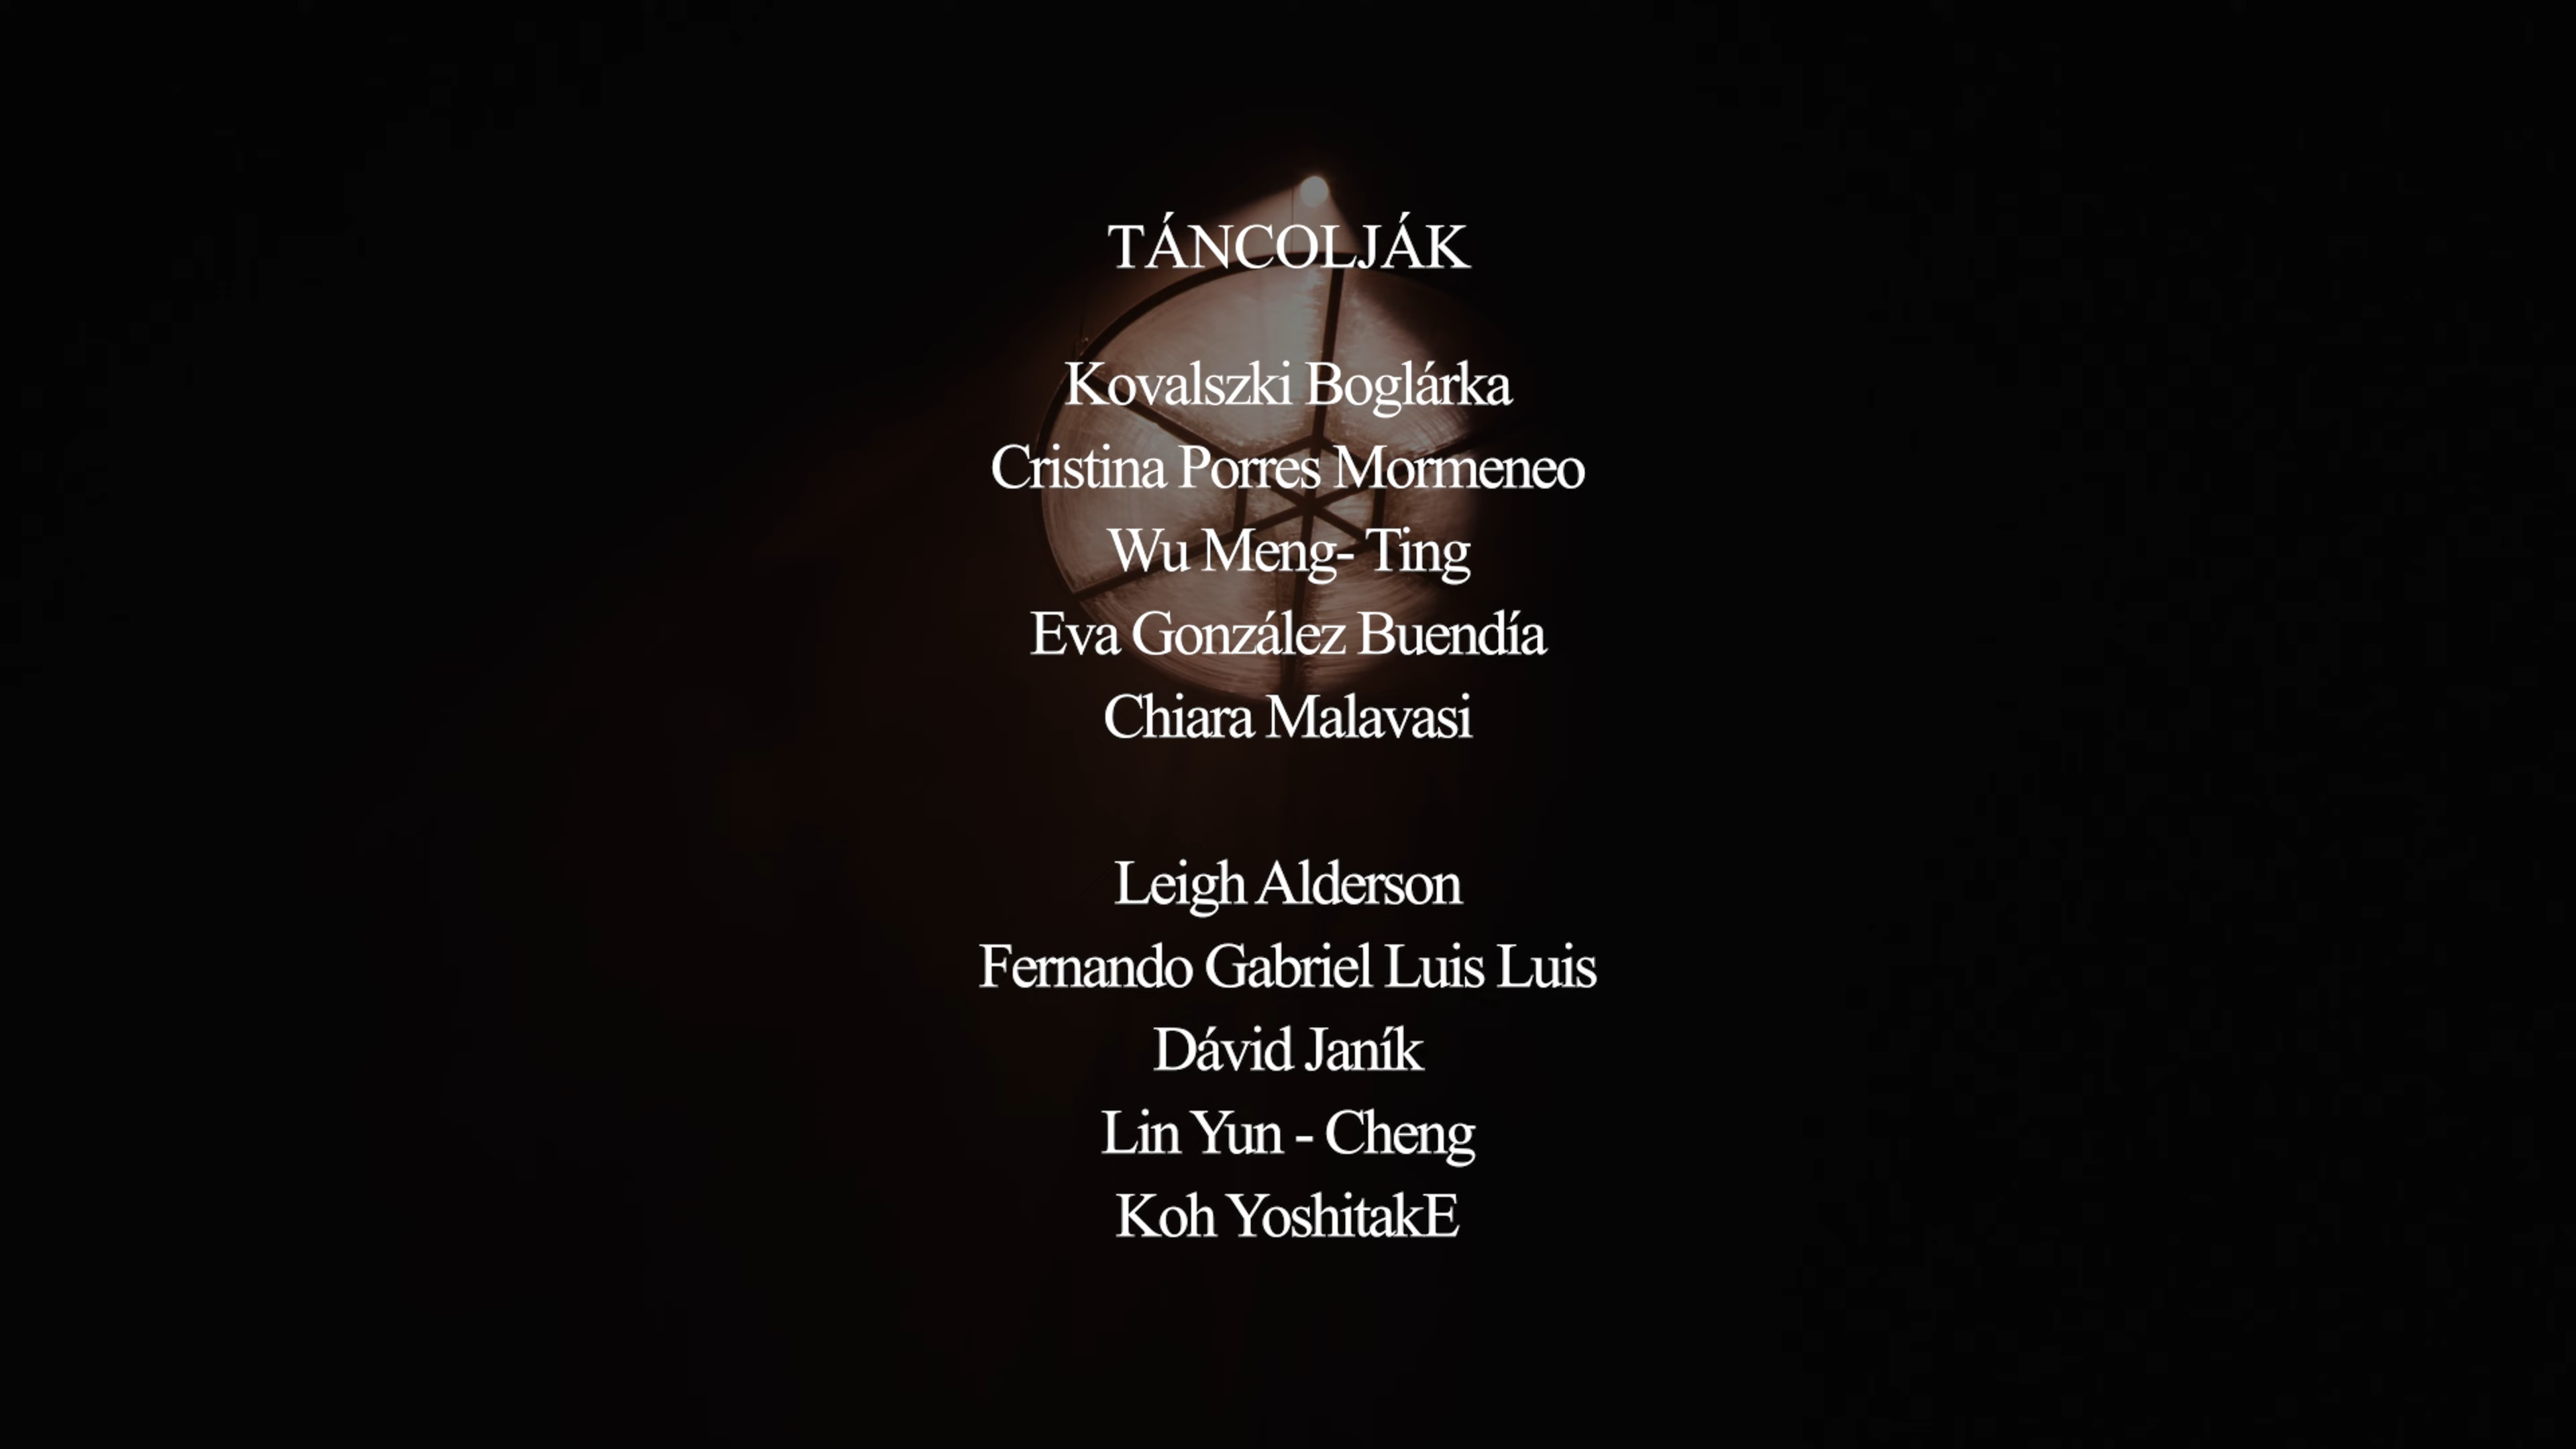 TÁNCOLJÁK
Kovalszki Boglárka
Cristina Porres Mormeneo
Wu Meng- Ting
Eva González Buendía
Chiara Malavasi
Leigh Alderson
Fernando Gabriel Luis Luis
Dávid Janík
Lin Yun - Cheng
Koh YoshitakE